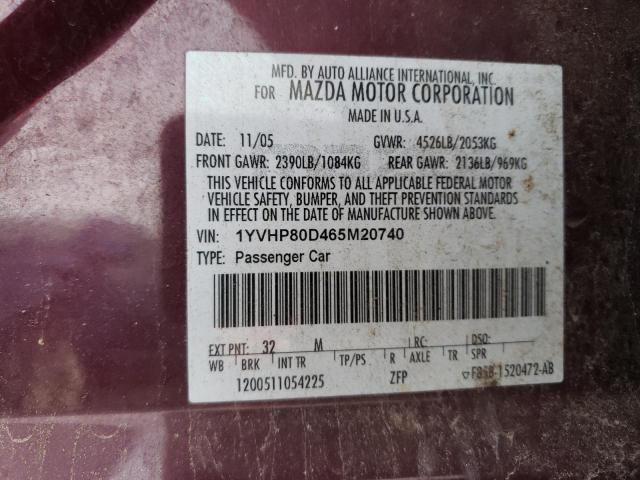 MFD. BY AUTO ALLIANCE INTERNATIONAL, INC.
FOR MAZDA MOTOR CORPORATION
MADE IN U.S.A.
DATE: 11/05 GVWR: 4526LB/2053KG
FRONT GAWR: 2390LB/1084KG REAR GAWR: 2136LB/969KG
THIS VEHICLE CONFORMS TO ALL APPLICABLE FEDERAL MOTOR
VEHICLE SAFETY, BUMPER, AND THEFT PREVENTION STANDARDS
IN EFFECT ON THE DATE OF MANUFACTURE SHOWN ABOVE.
VIN: 1YVHP80D465M20740
TYPE: Passenger Car
EXT PNT: 32 M LRC: DSO:
WB BRK INT TR TP/PS R AXLE TR SPR
1200511054225 ZFP 1520472-AB